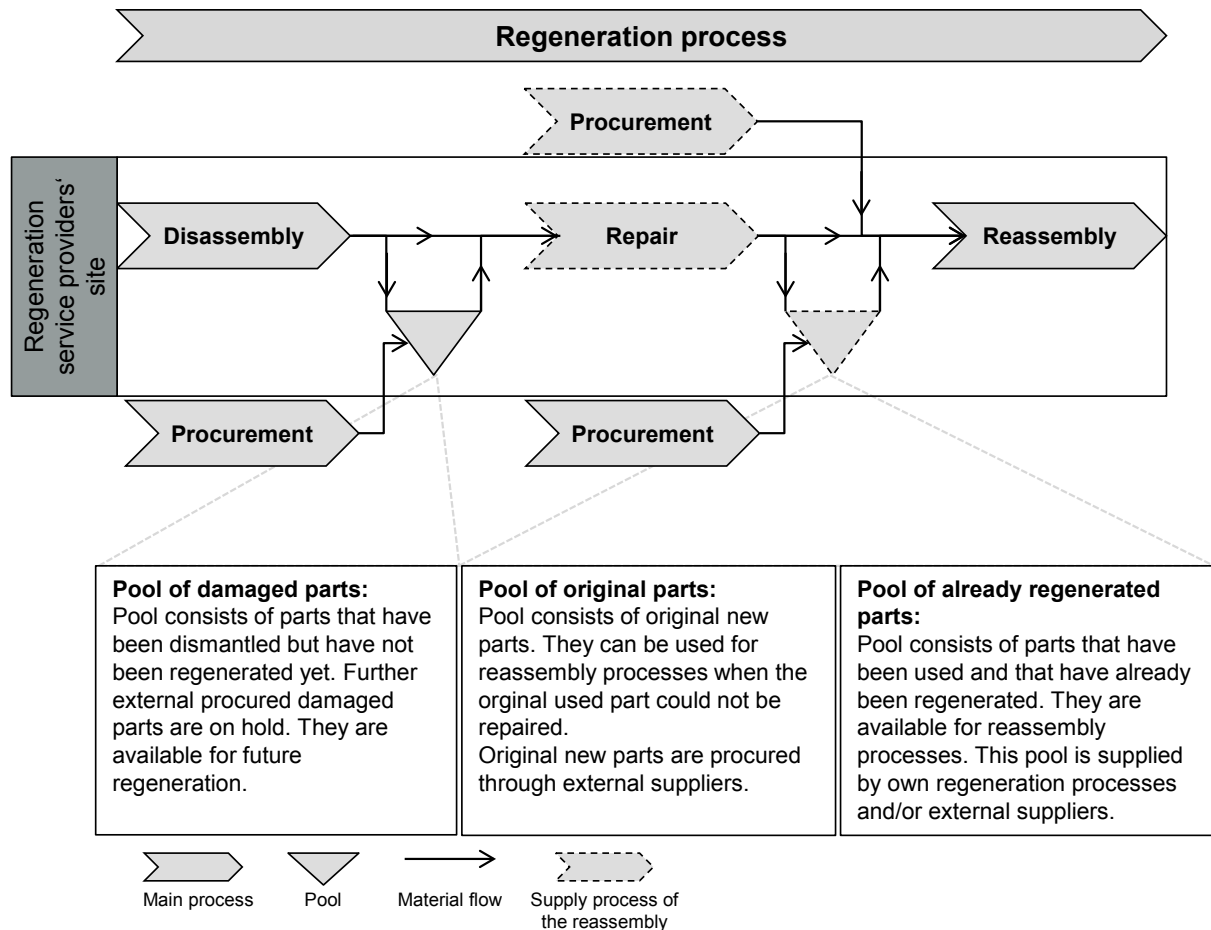 Regeneration process
Procurement
Regeneration
service providers‘
site
Disassembly
Repair
Reassembly
Procurement
Procurement
Pool of damaged parts:
Pool consists of parts that have
been dismantled but have not
been regenerated yet. Further
external procured damaged
parts are on hold. They are
available for future
regeneration.
Pool of original parts:
Pool consists of original new
parts. They can be used for
reassembly processes when the
orginal used part could not be
repaired.
Original new parts are procured
through external suppliers.
Pool of already regenerated
parts:
Pool consists of parts that have
been used and that have already
been regenerated. They are
available for reassembly
processes. This pool is supplied
by own regeneration processes
and/or external suppliers.
Main process
Pool
Material flow
Supply process of
the reassembly